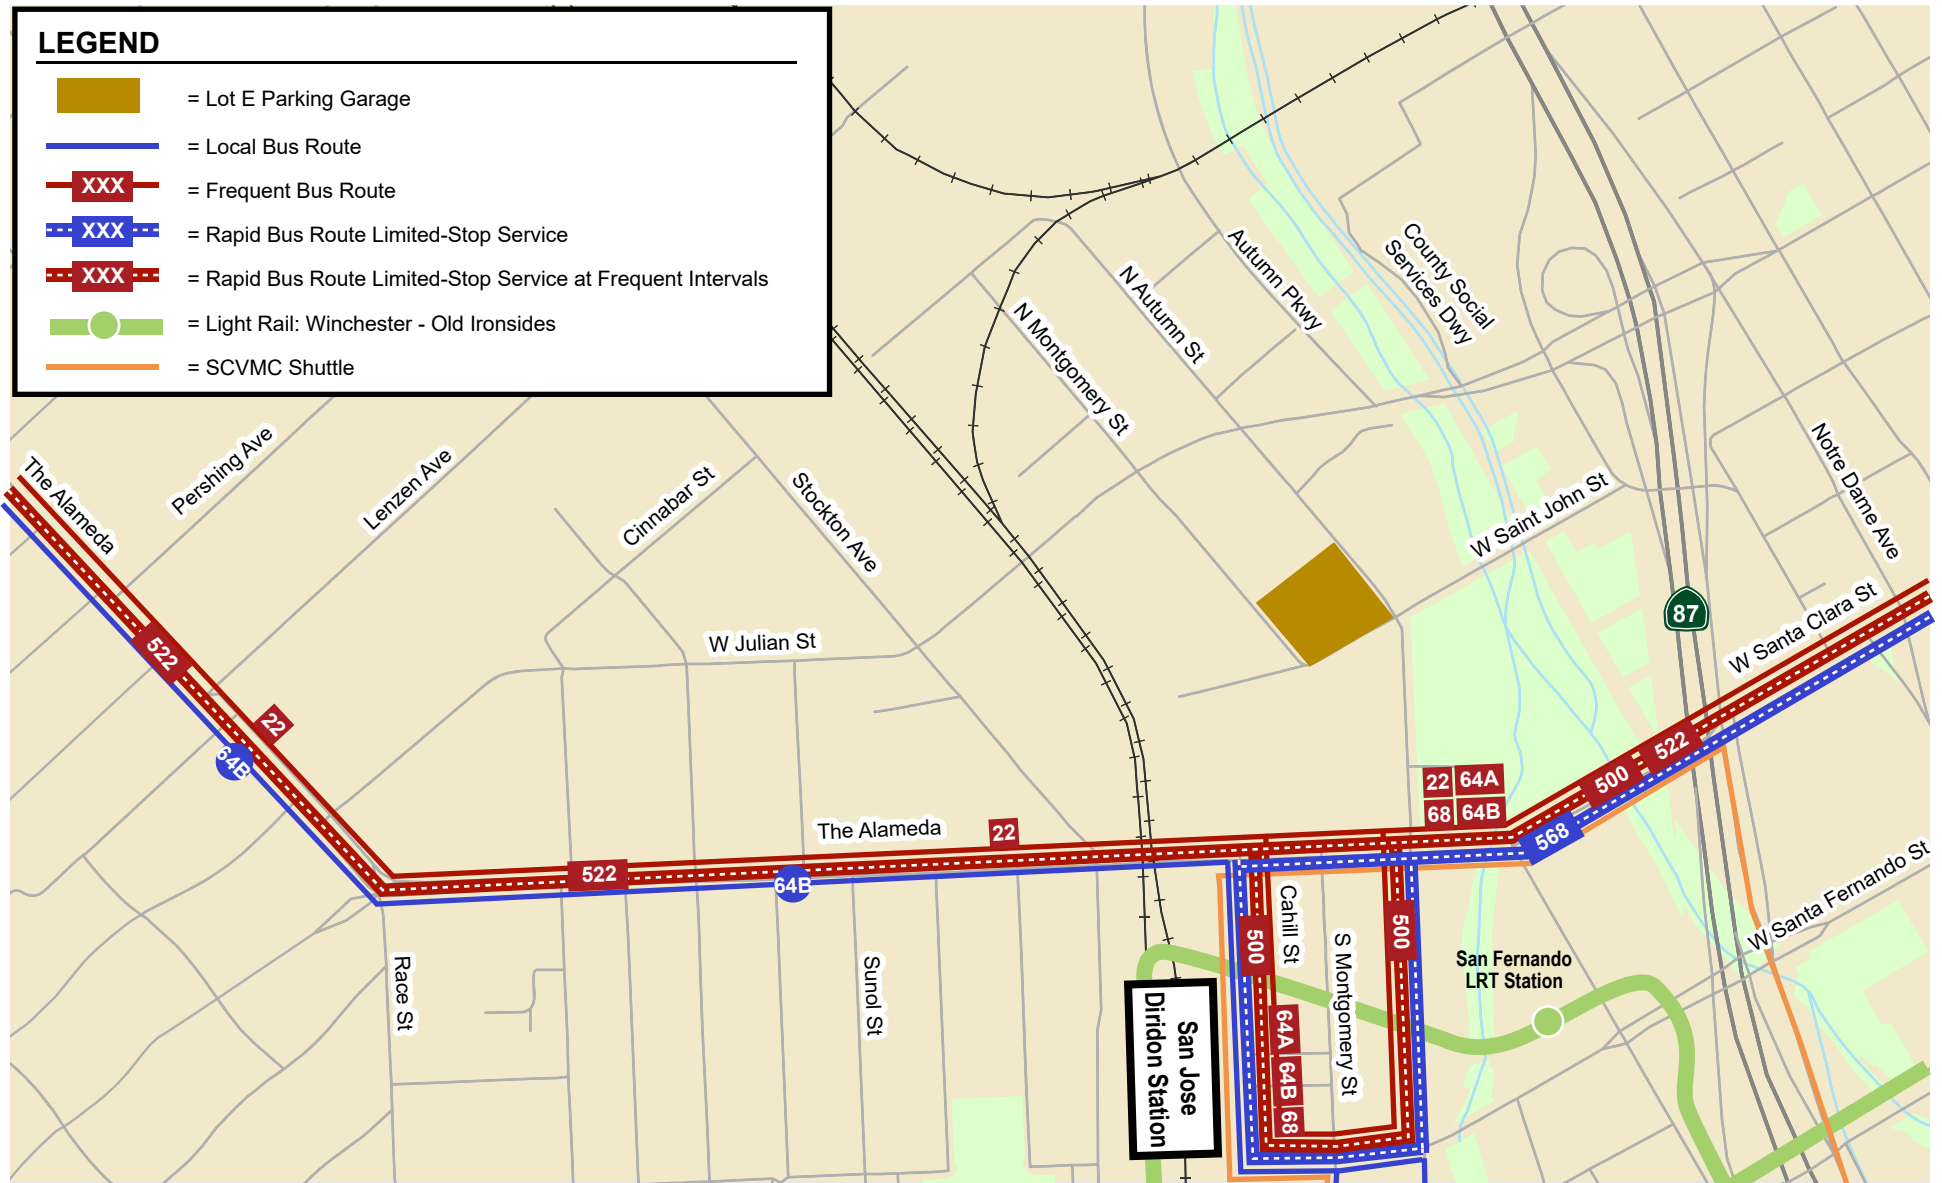 LEGEND
= Lot E Parking Garage
= Local Bus Route
XXX = Frequent Bus Route
XXX = Rapid Bus Route Limited-Stop Service
XXX = Rapid Bus Route Limited-Stop Service at Frequent Intervals
= Light Rail: Winchester - Old Ironsides
= SCVMC Shuttle
County Social
Services Dwy
Autumn Pkwy
N Autumn St
N Montgomery St
The Alameda
Pershing Ave
Lenzen Ave
Cinnabar St
Stockton Ave
W Saint John St
Notre Dame Ave
87
W Santa Clara St
W Julian St
522
22
64B
522
500
22 64A
68 64B
568
The Alameda
22
522
64B
W Santa Fernando St
Cahill St
500
500
S Montgomery St
San Fernando
LRT Station
Race St
Sunol St
San Jose
Diridon Station
64A 64B 68